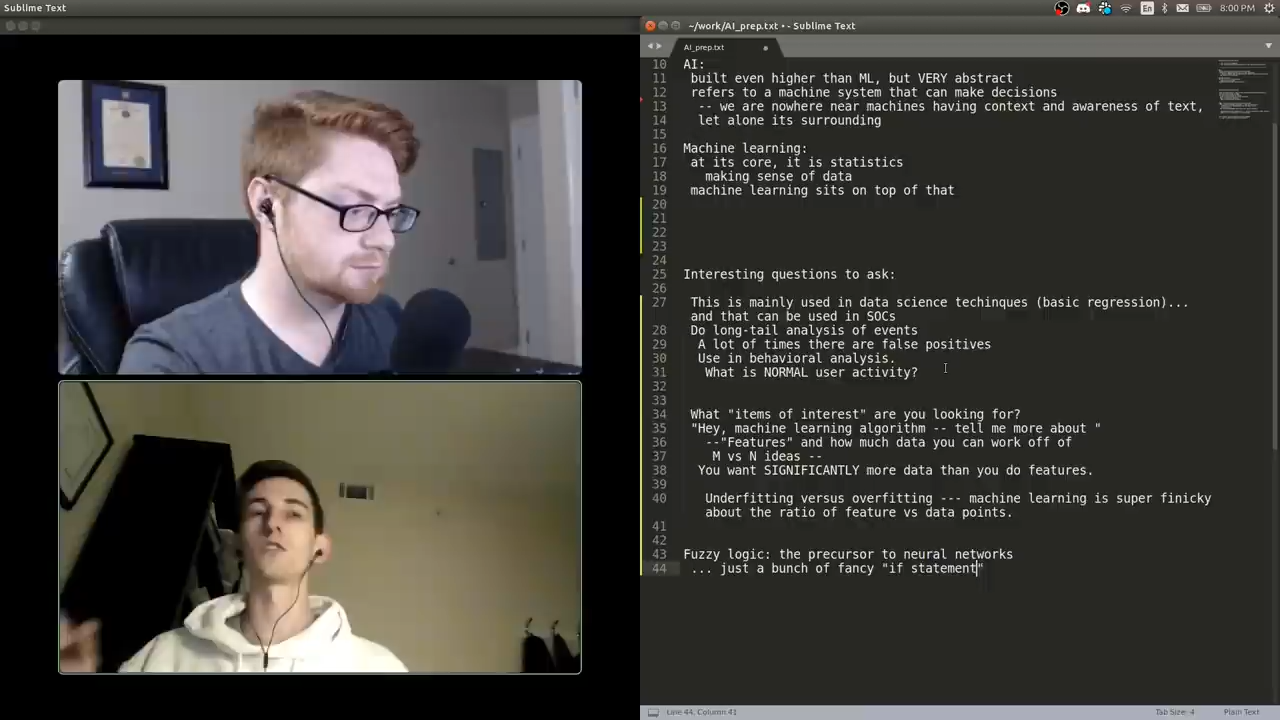 Sublime Text
En
8:00 PM
~/work/AI_prep.txt • - Sublime Text
AI_prep.txt
10 AI:
11 built even higher than ML, but VERY abstract
12 refers to a machine system that can make decisions
13 -- we are nowhere near machines having context and awareness of text,
14 let alone its surrounding
15
16 Machine learning:
17 at its core, it is statistics
18 making sense of data
19 machine learning sits on top of that
20
21
22
23
24
25 Interesting questions to ask:
26
27 This is mainly used in data science techinques (basic regression)...
and that can be used in SOCs
28 Do long-tail analysis of events
29 A lot of times there are false positives
30 Use in behavioral analysis.
31 What is NORMAL user activity?
32
33
34 What "items of interest" are you looking for?
35 "Hey, machine learning algorithm -- tell me more about "
36 --"Features" and how much data you can work off of
37 M vs N ideas --
38 You want SIGNIFICANTLY more data than you do features.
39
40 Underfitting versus overfitting --- machine learning is super finicky
about the ratio of feature vs data points.
41
42
43 Fuzzy logic: the precursor to neural networks
44 ... just a bunch of fancy "if statement"
Line 44, Column 41
Tab Size: 4
Plain Text